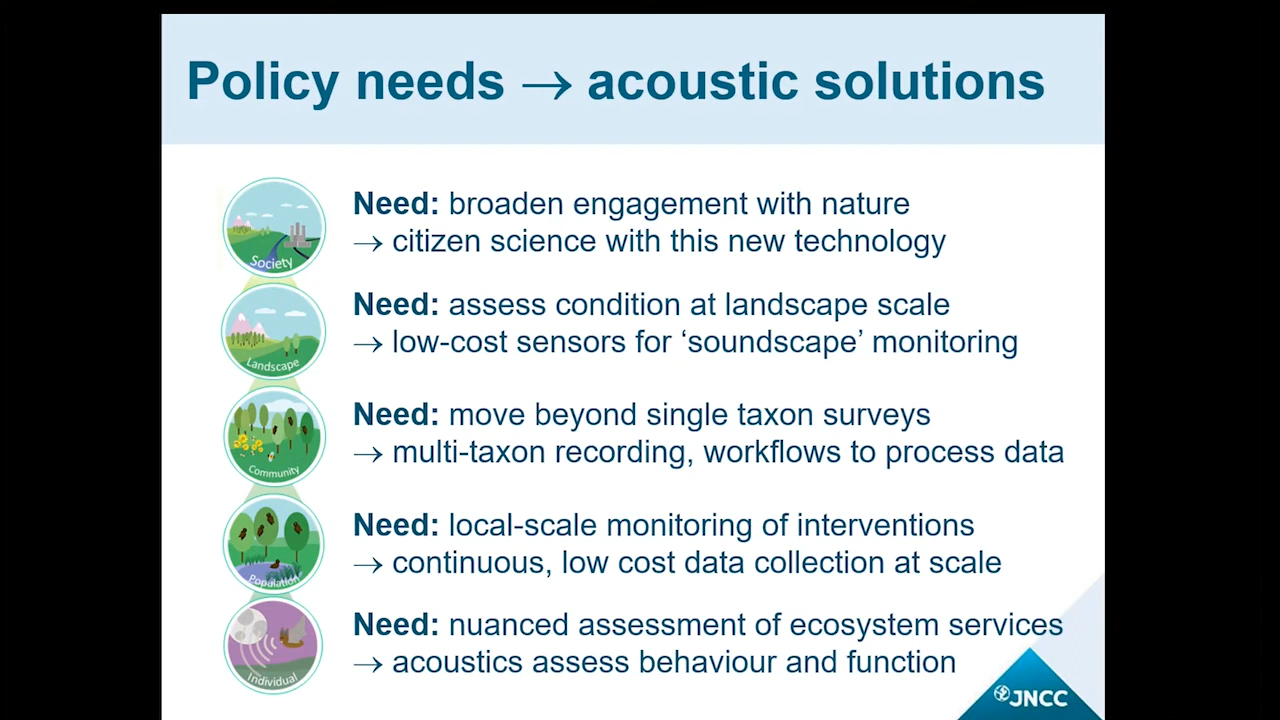 Policy needs → acoustic solutions
Society
Need: broaden engagement with nature
→ citizen science with this new technology
Landscape
Need: assess condition at landscape scale
→ low-cost sensors for ‘soundscape’ monitoring
Community
Need: move beyond single taxon surveys
→ multi-taxon recording, workflows to process data
Population
Need: local-scale monitoring of interventions
→ continuous, low cost data collection at scale
Individual
Need: nuanced assessment of ecosystem services
→ acoustics assess behaviour and function
JNCC